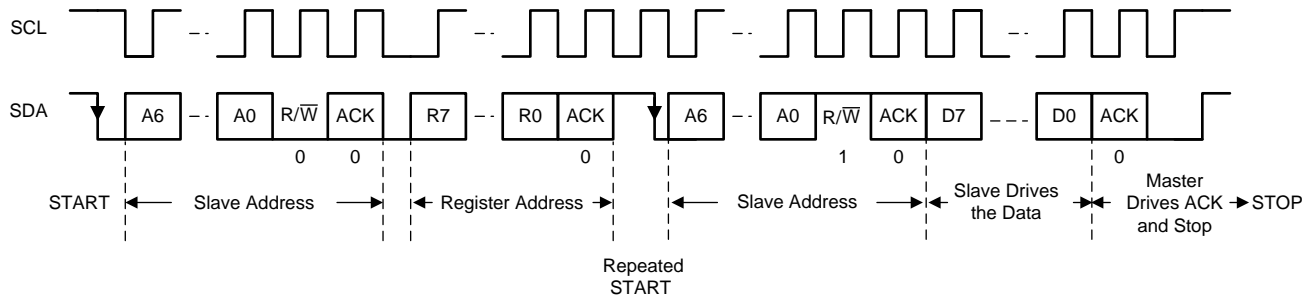 SCL
SDA A6 A0 R/W̅ ACK R7 R0 ACK A6 A0 R/W̅ ACK D7 D0 ACK
0 0 0 1 0 0
START Slave Address Register Address Slave Address Slave Drives the Data Master Drives ACK and Stop STOP
Repeated START